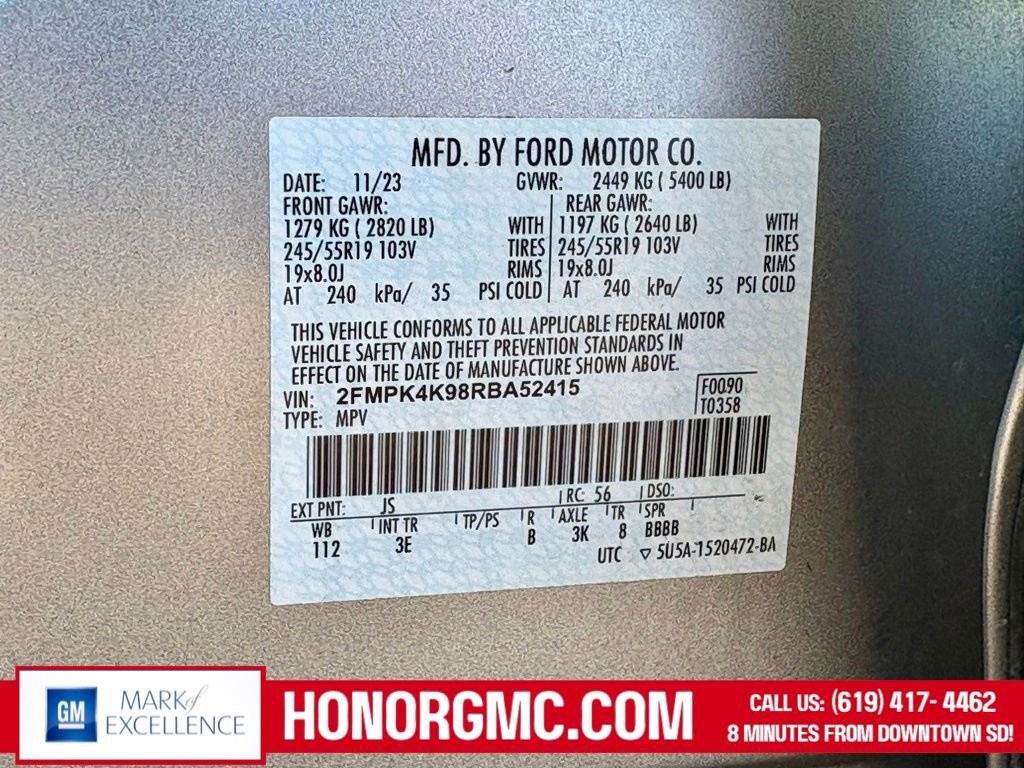 MFD. BY FORD MOTOR CO.
DATE: 11/23 GVWR: 2449 KG ( 5400 LB)
FRONT GAWR: REAR GAWR:
1279 KG ( 2820 LB) WITH 1197 KG ( 2640 LB) WITH
245/55R19 103V TIRES 245/55R19 103V TIRES
19x8.0J RIMS 19x8.0J RIMS
AT 240 kPa/ 35 PSI COLD AT 240 kPa/ 35 PSI COLD
THIS VEHICLE CONFORMS TO ALL APPLICABLE FEDERAL MOTOR
VEHICLE SAFETY AND THEFT PREVENTION STANDARDS IN
EFFECT ON THE DATE OF MANUFACTURE SHOWN ABOVE.
VIN: 2FMPK4K98RBA52415 F0090
TYPE: MPV T0358
EXT PNT: JS RC: 56 DSO:
WB INT TR TP/PS R AXLE TR SPR
112 3E B 3K 8 BBBB
UTC ▽ 5U5A-1520472-BA
GM
MARK of
EXCELLENCE
HONORGMC.COM
CALL US: (619) 417- 4462
8 MINUTES FROM DOWNTOWN SD!